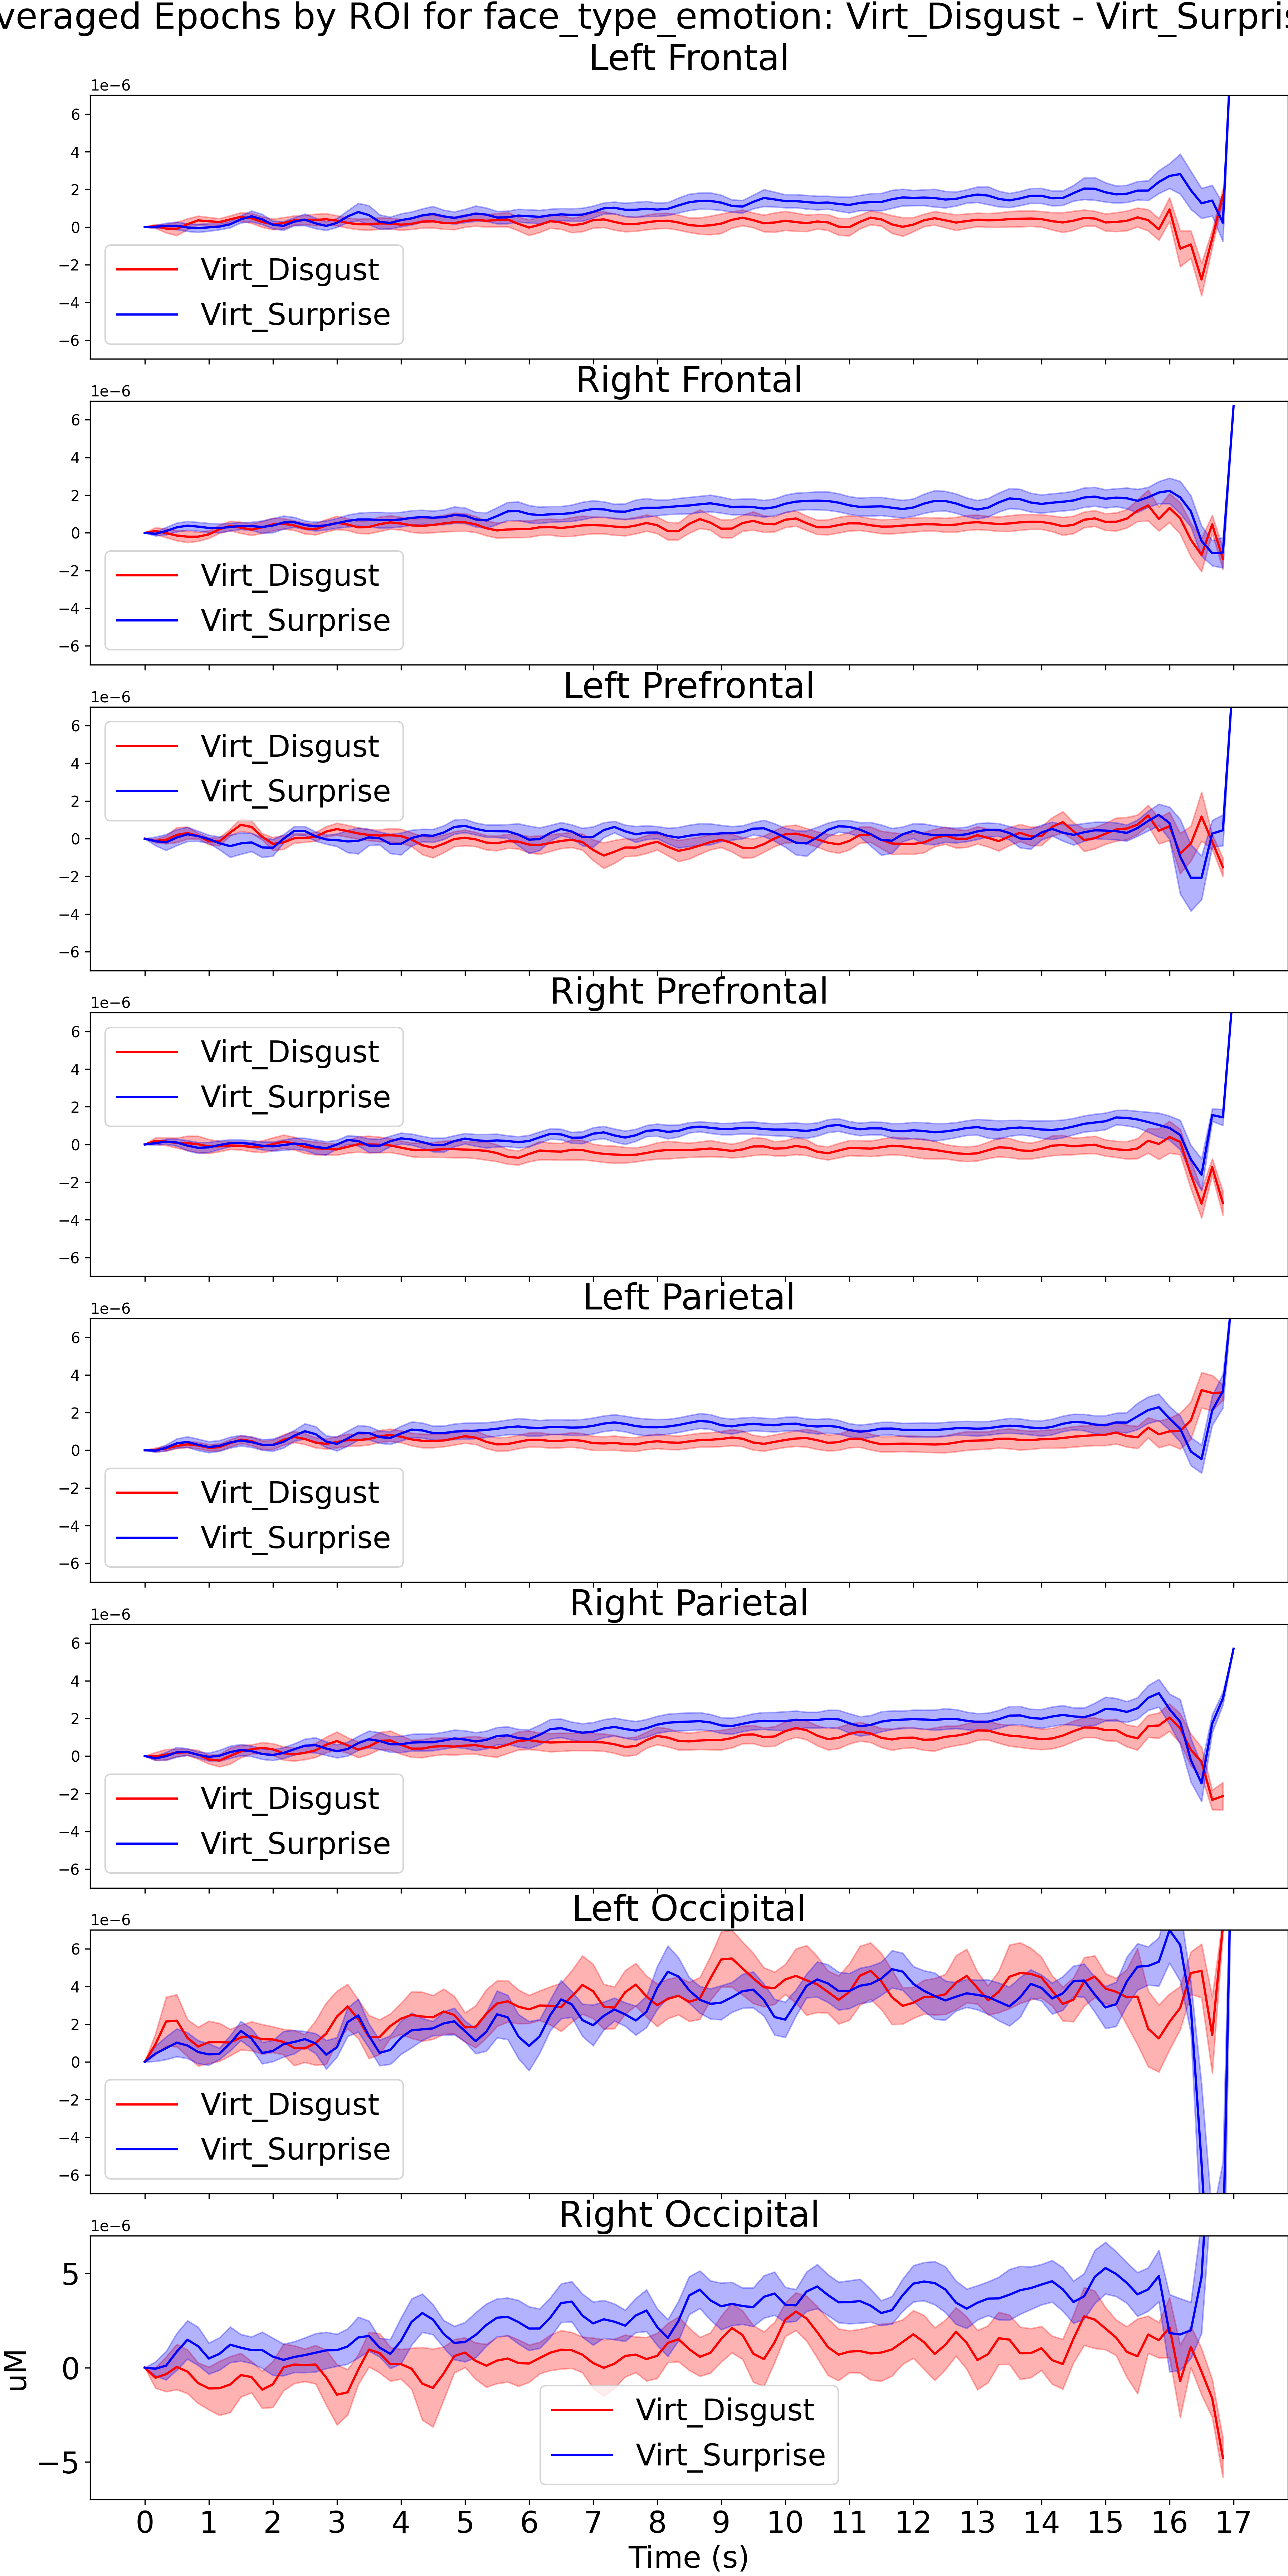 veraged Epochs by ROI for face_type_emotion: Virt_Disgust - Virt_Surpris
Left Frontal
1e−6
6
4
2
0
−2
−4
−6
Virt_Disgust
Virt_Surprise
Right Frontal
1e−6
6
4
2
0
−2
−4
−6
Virt_Disgust
Virt_Surprise
Left Prefrontal
1e−6
6
4
2
0
−2
−4
−6
Virt_Disgust
Virt_Surprise
Right Prefrontal
1e−6
6
4
2
0
−2
−4
−6
Virt_Disgust
Virt_Surprise
Left Parietal
1e−6
6
4
2
0
−2
−4
−6
Virt_Disgust
Virt_Surprise
Right Parietal
1e−6
6
4
2
0
−2
−4
−6
Virt_Disgust
Virt_Surprise
Left Occipital
1e−6
6
4
2
0
−2
−4
−6
Virt_Disgust
Virt_Surprise
Right Occipital
1e−6
5
0
−5
uM
Virt_Disgust
Virt_Surprise
0 1 2 3 4 5 6 7 8 9 10 11 12 13 14 15 16 17
Time (s)